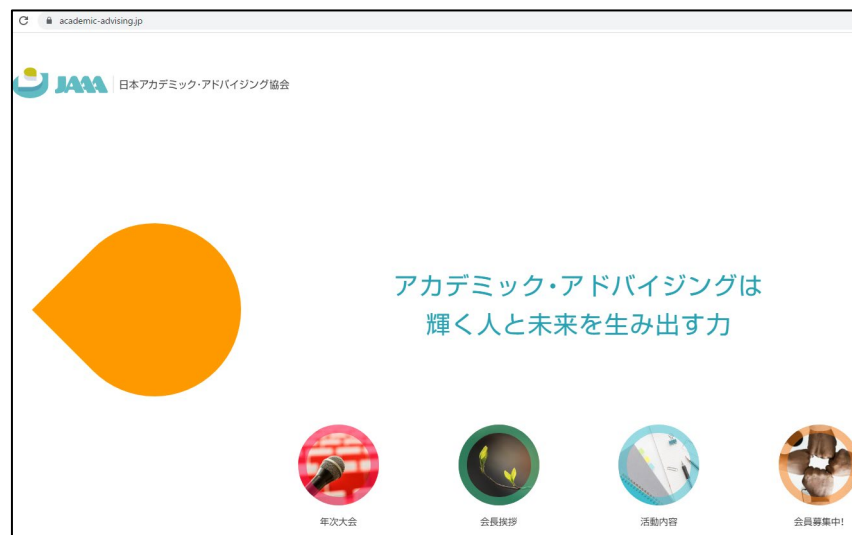 academic-advising.jp
JAAA 日本アカデミック・アドバイジング協会
アカデミック・アドバイジングは
輝く人と未来を生み出す力
年次大会
会長挨拶
活動内容
会員募集中!